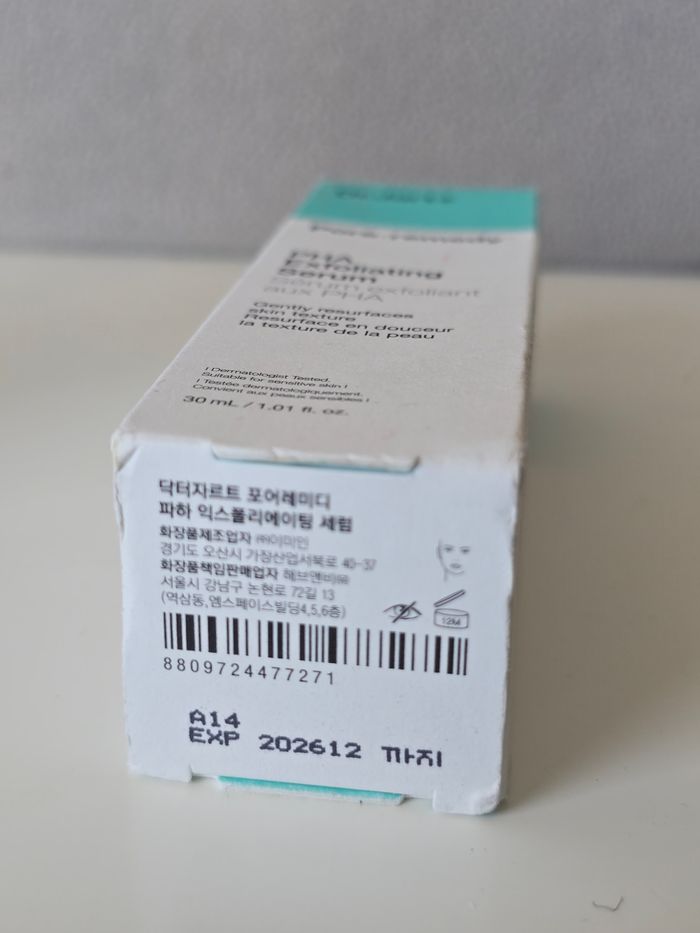 Pore.remedy
PHA
Exfoliating
Serum
Sérum exfoliant
aux PHA
Gently resurfaces
skin texture
Resurface en douceur
la texture de la peau
| Dermatologist Tested.
Suitable for sensitive skin |
| Testée dermatologiquement.
Convient aux peaux sensibles |
30 mL / 1.01 fl. oz.
닥터자르트 포어레미디
파하 익스폴리에이팅 세럼
화장품제조업자 ㈜이미인
경기도 오산시 가장산업서북로 40-37
화장품책임판매업자 해브앤비㈜
서울시 강남구 논현로 72길 13
(역삼동,엠스페이스빌딩4,5,6층)
12M
8809724477271
A14
EXP 202612 까지